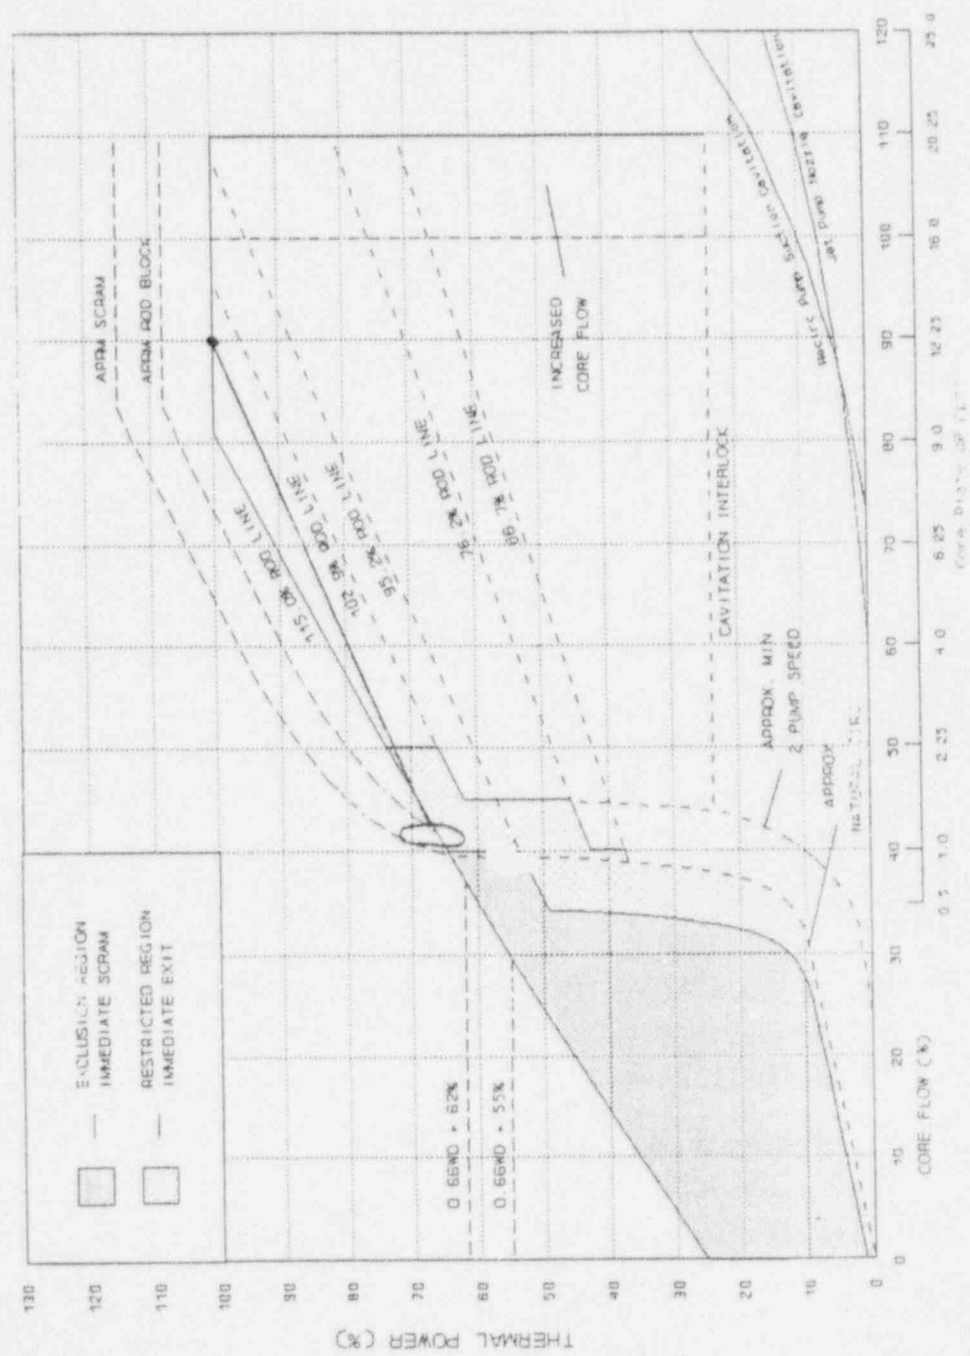 EXCLUSION REGION
IMMEDIATE SCRAM
RESTRICTED REGION
IMMEDIATE EXIT
APRM SCRAM
APRM ROD BLOCK
115.0% ROD LINE
102.9% ROD LINE
95.2% ROD LINE
76.2% ROD LINE
66.7% ROD LINE
INCREASED
CORE FLOW
CAVITATION INTERLOCK
Recirc Pump Suction Cavitation
Jet Pump Nozzle Cavitation
APPROX. MIN
2 PUMP SPEED
APPROX
NATURAL
0.66WD + 62%
0.66WD + 55%
THERMAL POWER (%)
130
120
110
100
90
80
70
60
50
40
30
20
10
0
0 10 20 30 40 50 60 70 80 90 100 110 120
CORE FLOW (%)
0.5 1.0 2.25 4.0 6.25 9.0 12.25 16.0 20.25 25.0
Core